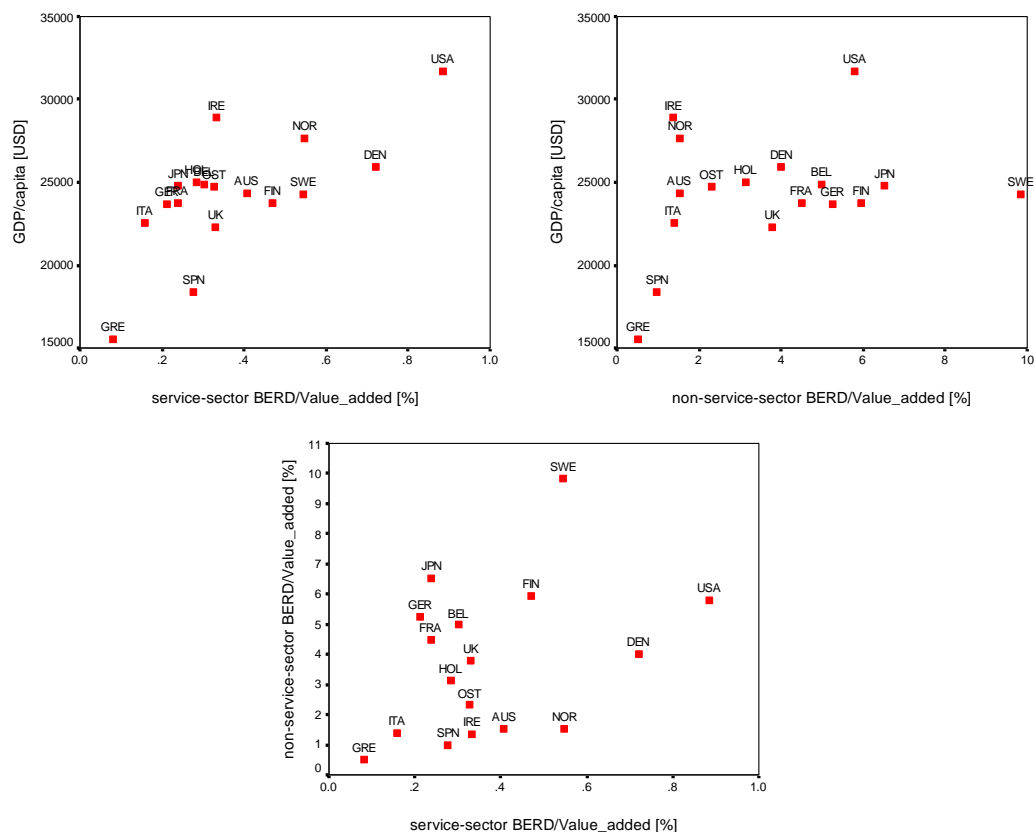 35000
USA
30000
IRE
NOR
DEN
25000
JPN HOL BEL OST
AUS
SWE
GER FRA
FIN
ITA
UK
20000
SPN
GRE
15000
0.0 .2 .4 .6 .8 1.0
GDP/capita [USD]
service-sector BERD/Value_added [%]
35000
USA
30000
IRE
NOR
DEN
25000
AUS OST HOL BEL JPN
SWE
FRA GER FIN
ITA
UK
20000
SPN
GRE
15000
0 2 4 6 8 10
GDP/capita [USD]
non-service-sector BERD/Value_added [%]
11
10
SWE
9
8
7
JPN
6
FIN
USA
GER
5
BEL
FRA
4
UK
DEN
3
HOL
OST
2
ITA
IRE AUS NOR
1
SPN
GRE
0
0.0 .2 .4 .6 .8 1.0
non-service-sector BERD/Value_added [%]
service-sector BERD/Value_added [%]